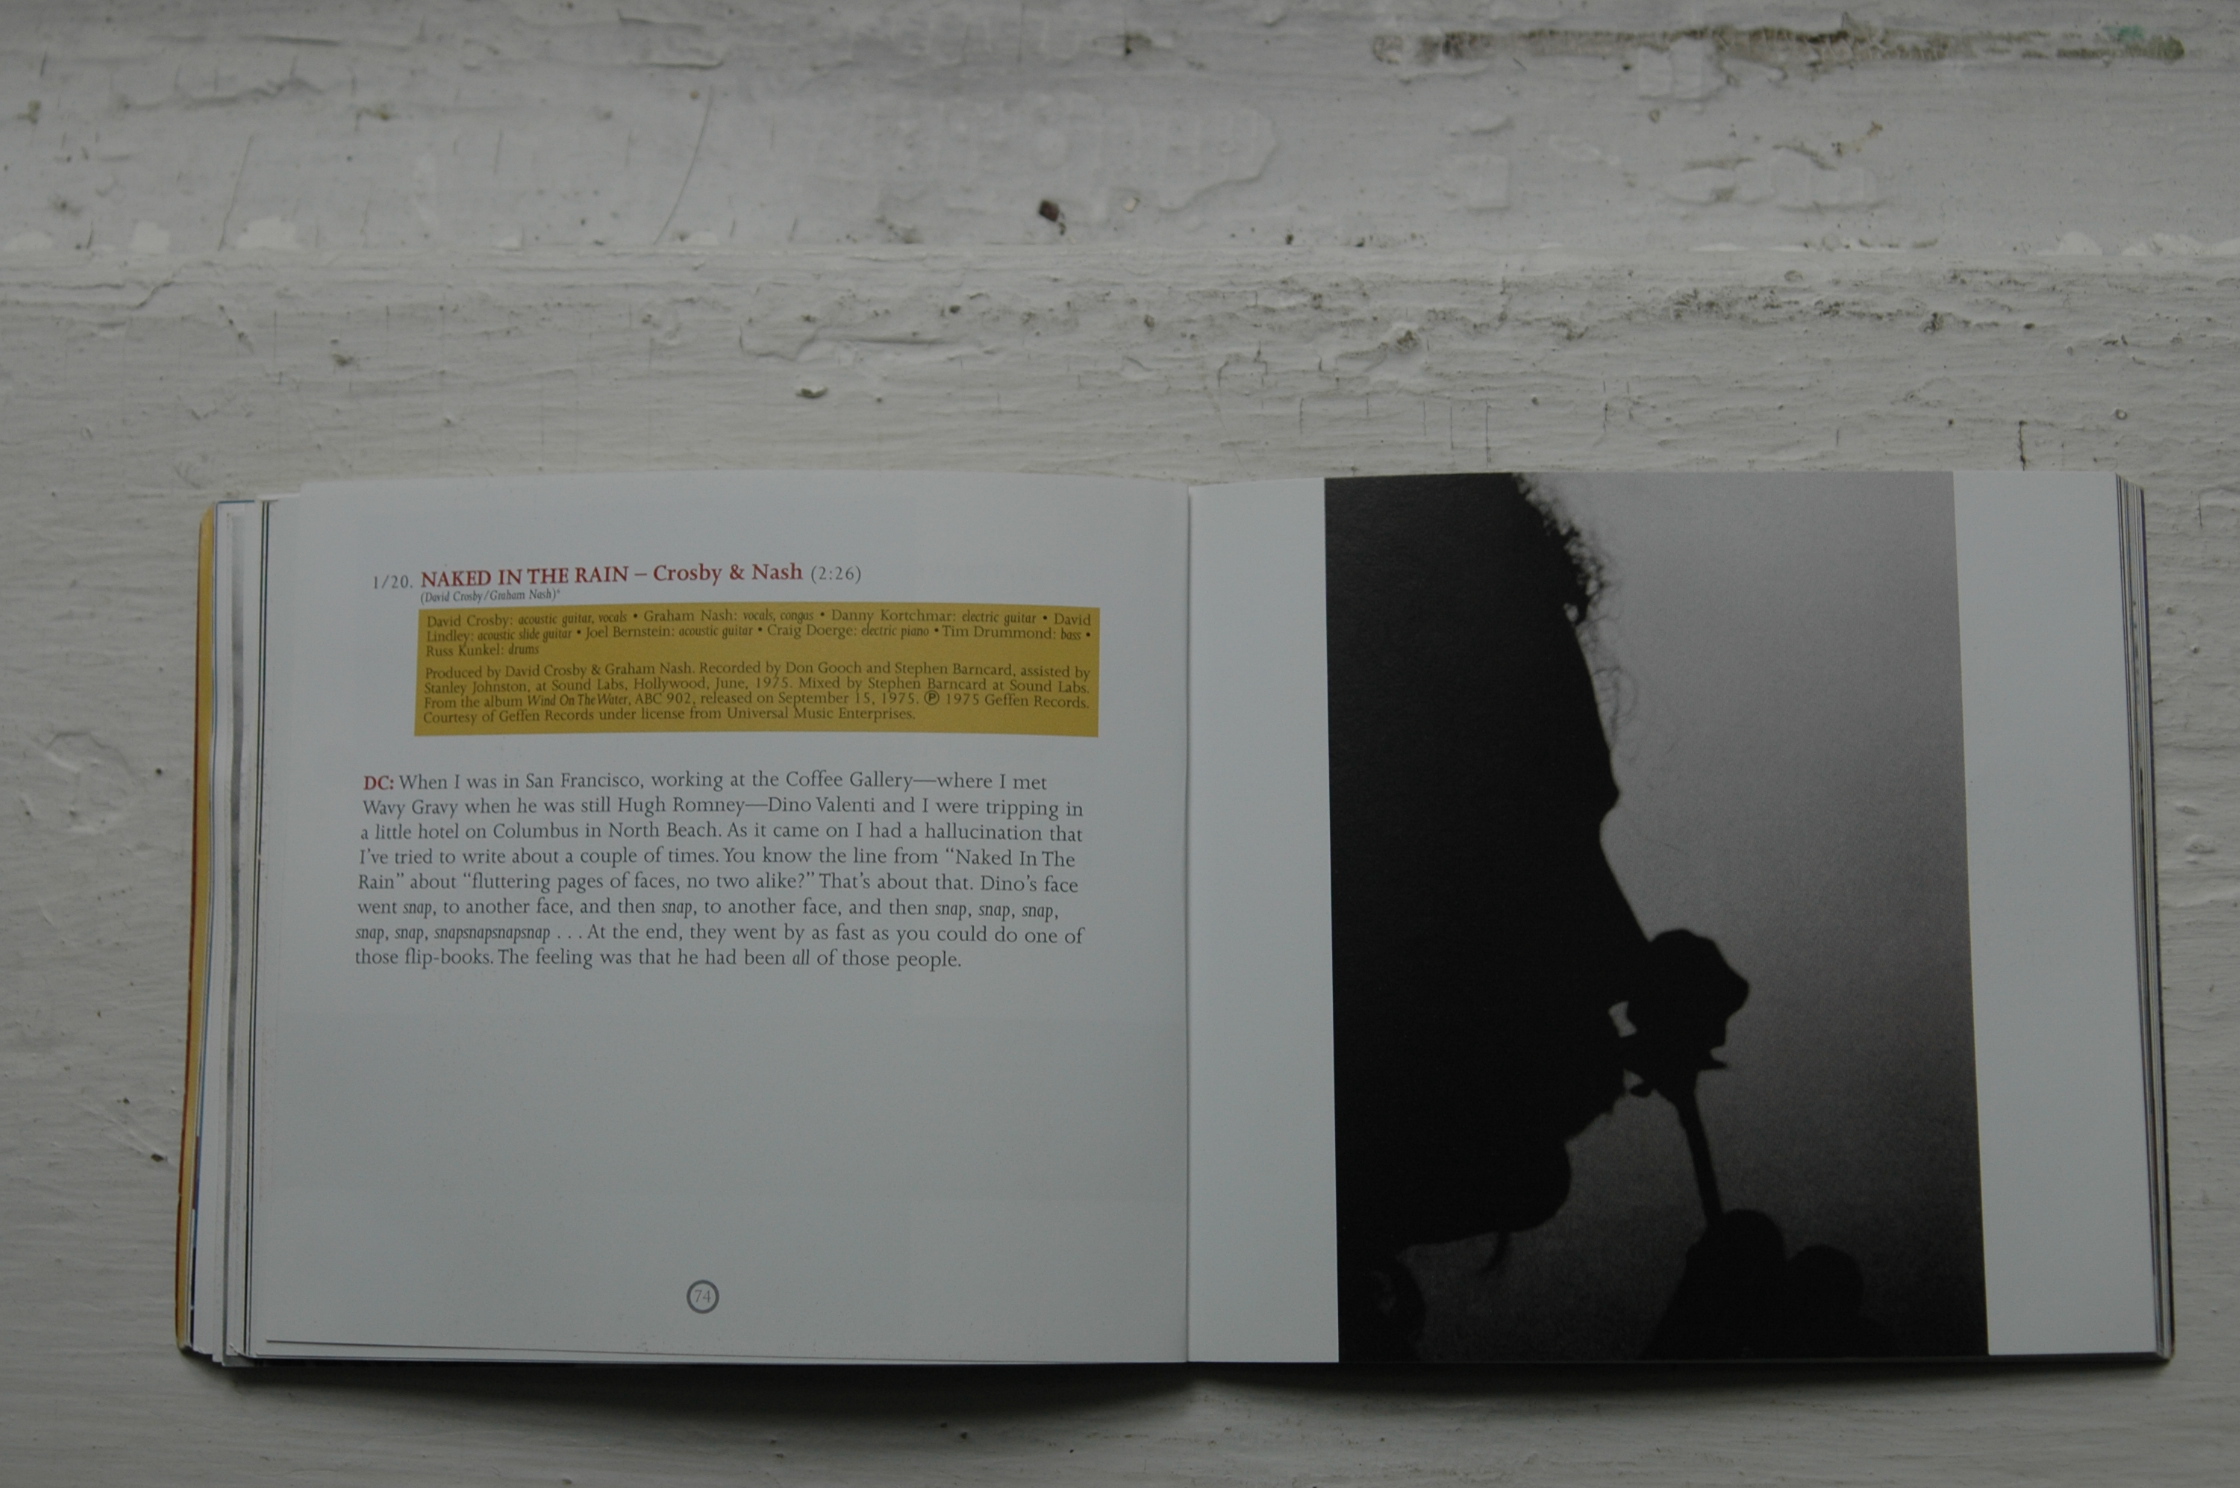 1/20. NAKED IN THE RAIN – Crosby & Nash (2:26)
(David Crosby/Graham Nash)*
David Crosby: acoustic guitar, vocals • Graham Nash: vocals, congas • Danny Kortchmar: electric guitar • David
Lindley: acoustic slide guitar • Joel Bernstein: acoustic guitar • Craig Doerge: electric piano • Tim Drummond: bass •
Russ Kunkel: drums
Produced by David Crosby & Graham Nash. Recorded by Don Gooch and Stephen Barncard, assisted by
Stanley Johnston, at Sound Labs, Hollywood, June, 1975. Mixed by Stephen Barncard at Sound Labs.
From the album Wind On The Water, ABC 902, released on September 15, 1975. ℗ 1975 Geffen Records.
Courtesy of Geffen Records under license from Universal Music Enterprises.
DC: When I was in San Francisco, working at the Coffee Gallery—where I met
Wavy Gravy when he was still Hugh Romney—Dino Valenti and I were tripping in
a little hotel on Columbus in North Beach. As it came on I had a hallucination that
I've tried to write about a couple of times. You know the line from “Naked In The
Rain” about “fluttering pages of faces, no two alike?” That's about that. Dino's face
went snap, to another face, and then snap, to another face, and then snap, snap, snap,
snap, snap, snapsnapsnapsnap . . . At the end, they went by as fast as you could do one of
those flip-books. The feeling was that he had been all of those people.
74